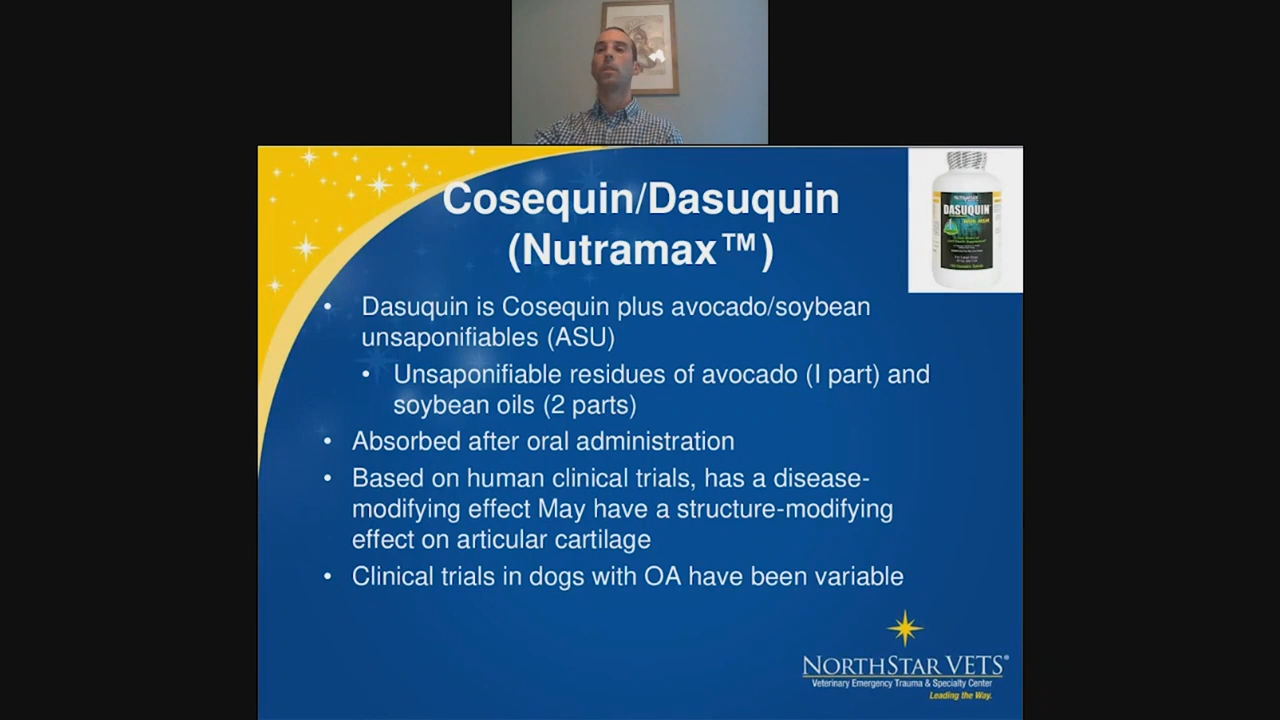 Cosequin/Dasuquin
(Nutramax™)
DASUQUIN
• Dasuquin is Cosequin plus avocado/soybean
unsaponifiables (ASU)
• Unsaponifiable residues of avocado (I part) and
soybean oils (2 parts)
• Absorbed after oral administration
• Based on human clinical trials, has a disease-
modifying effect May have a structure-modifying
effect on articular cartilage
• Clinical trials in dogs with OA have been variable
NORTHSTAR VETS®
Veterinary Emergency Trauma & Specialty Center
Leading the Way.